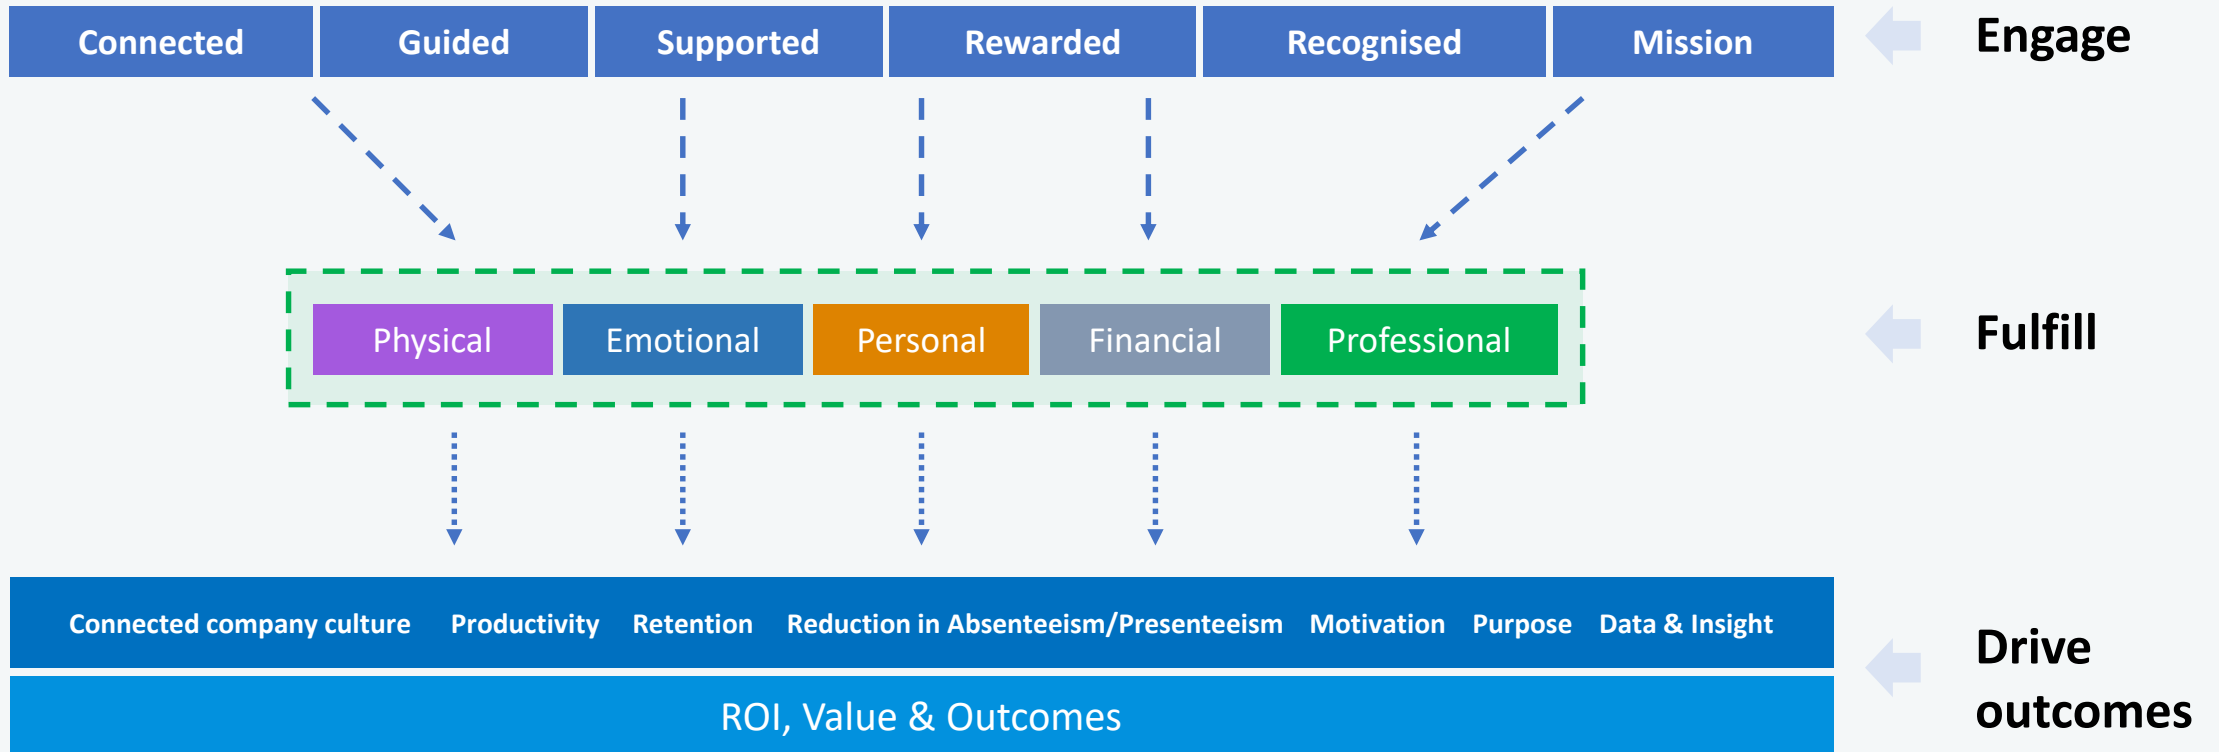 Connected Guided Supported Rewarded Recognised Mission Engage
Physical Emotional Personal Financial Professional Fulfill
Connected company culture Productivity Retention Reduction in Absenteeism/Presenteeism Motivation Purpose Data & Insight
ROI, Value & Outcomes
Drive
outcomes